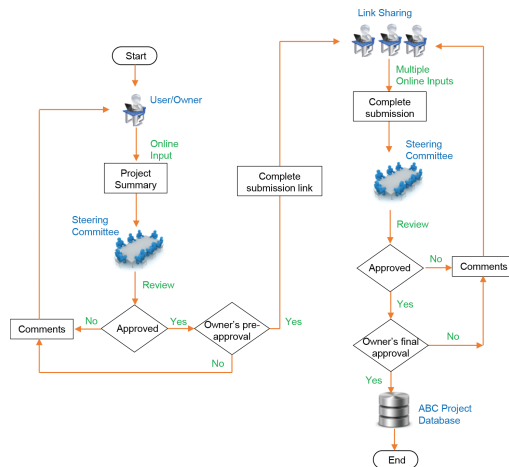 Start
User/Owner
Online
Input
Project
Summary
Steering
Committee
Review
Approved
No
Comments
Yes
Owner's pre-
approval
No
Yes
Complete
submission link
Link Sharing
Multiple
Online Inputs
Complete
submission
Steering
Committee
Review
Approved
No
Comments
Yes
Owner's final
approval
No
Yes
ABC Project
Database
End